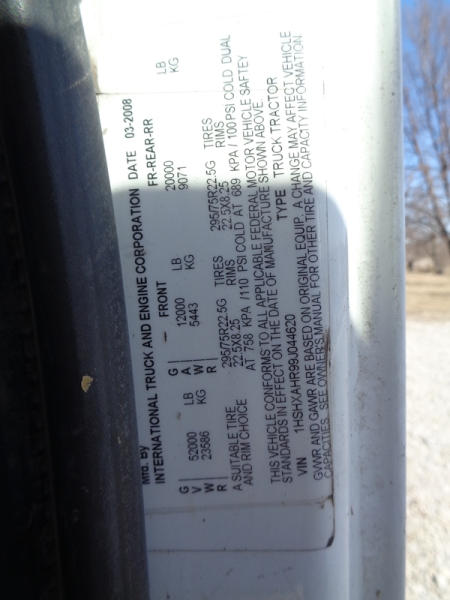 Mfd. By
INTERNATIONAL TRUCK AND ENGINE CORPORATION DATE 03-2008
FRONT FR-REAR-RR
G 52000 LB G 12000 LB 20000 LB
V 23586 KG A 5443 KG 9071 KG
W W
R R
A SUITABLE TIRE 295/75R22.5G TIRES 295/75R22.5G TIRES
AND RIM CHOICE 22.5X8.25 RIMS 22.5X8.25 RIMS
AT 758 KPA /110 PSI COLD AT 689 KPA / 100 PSI COLD DUAL
THIS VEHICLE CONFORMS TO ALL APPLICABLE FEDERAL MOTOR VEHICLE SAFTEY
STANDARDS IN EFFECT ON THE DATE OF MANUFACTURE SHOWN ABOVE.
VIN 1HSHXAHR99J044620 TYPE TRUCK TRACTOR
GVWR AND GAWR ARE BASED ON ORIGINAL EQUIP. A CHANGE MAY AFFECT VEHICLE
CAPACITIES. SEE OWNER'S MANUAL FOR OTHER TIRE AND CAPACITY INFORMATION